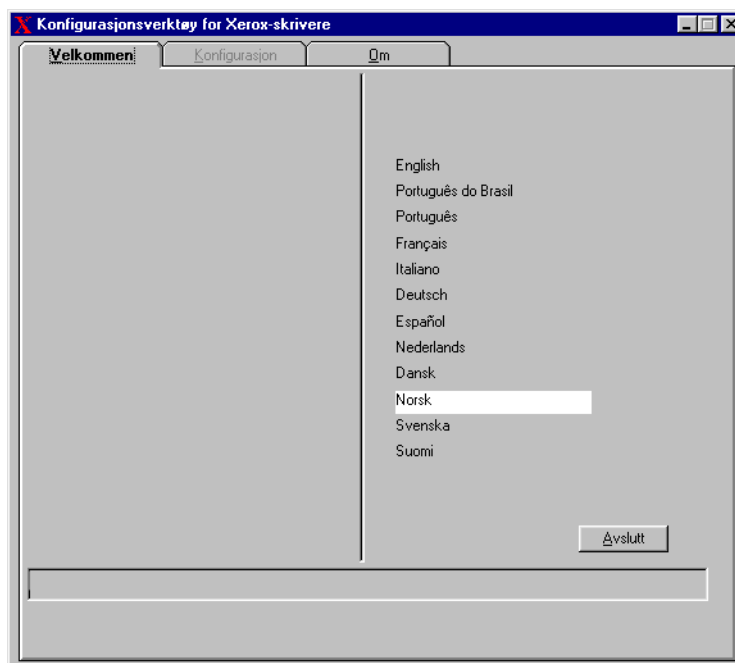 Konfigurasjonsverktøy for Xerox-skrivere
Velkommen Konfigurasjon Om
English
Português do Brasil
Português
Français
Italiano
Deutsch
Español
Nederlands
Dansk
Norsk
Svenska
Suomi
Avslutt